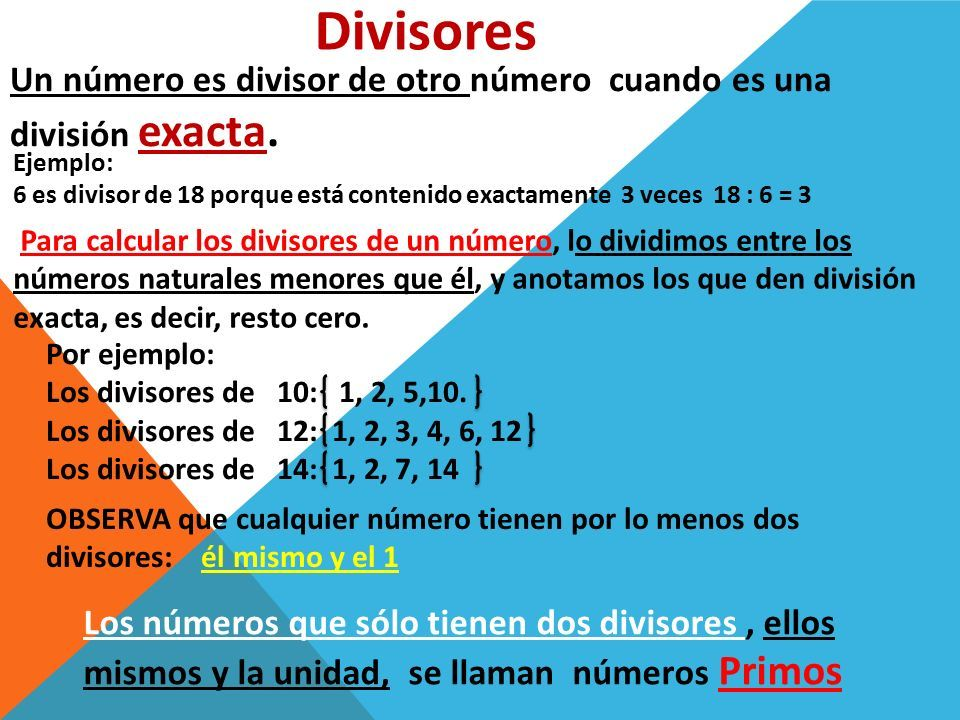 Divisores
Un número es divisor de otro número cuando es una
división exacta.
Ejemplo:
6 es divisor de 18 porque está contenido exactamente 3 veces 18 : 6 = 3
Para calcular los divisores de un número, lo dividimos entre los
números naturales menores que él, y anotamos los que den división
exacta, es decir, resto cero.
Por ejemplo:
Los divisores de 10:{ 1, 2, 5,10. }
Los divisores de 12:{1, 2, 3, 4, 6, 12 }
Los divisores de 14:{1, 2, 7, 14 }
OBSERVA que cualquier número tienen por lo menos dos
divisores: él mismo y el 1
Los números que sólo tienen dos divisores , ellos
mismos y la unidad, se llaman números Primos